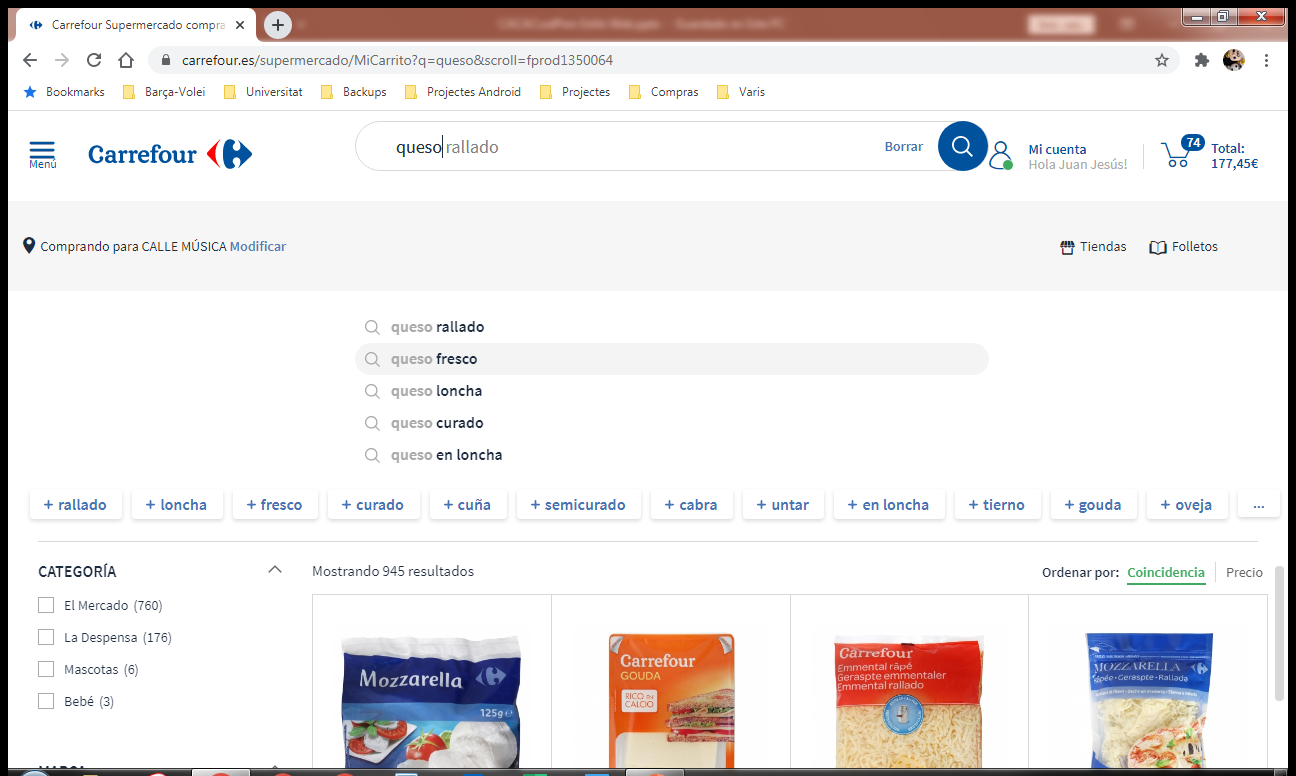 Carrefour Supermercado compra
carrefour.es/supermercado/MiCarrito?q=queso&scroll=fprod1350064
Bookmarks Barça-Volei Universitat Backups Projectes Android Projectes Compras Varis
Menú
Carrefour
queso rallado
Borrar
Mi cuenta
Hola Juan Jesús!
74
Total:
177,45€
Comprando para CALLE MÚSICA Modificar
Tiendas Folletos
queso rallado
queso fresco
queso loncha
queso curado
queso en loncha
+ rallado + loncha + fresco + curado + cuña + semicurado + cabra + untar + en loncha + tierno + gouda + oveja ...
CATEGORÍA
Mostrando 945 resultados
Ordenar por: Coincidencia Precio
El Mercado (760)
La Despensa (176)
Mascotas (6)
Bebé (3)
Mozzarella
125g e
Carrefour
GOUDA
RICO EN
CALCIO
Carrefour
Emmental râpé
Geraspte emmentaler
Emmental rallado
MOZZARELLA
Râpée · Geraspte · Rallada